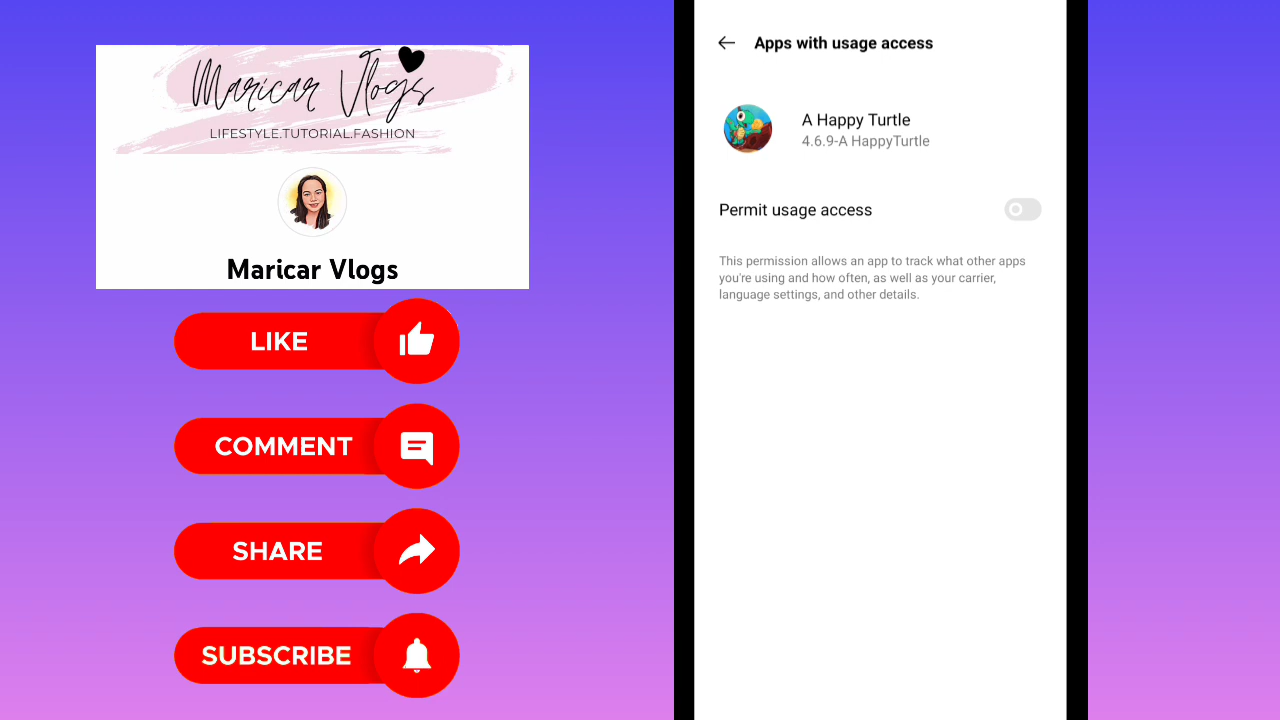 Maricar Vlogs
LIFESTYLE.TUTORIAL.FASHION
Maricar Vlogs
LIKE
COMMENT
SHARE
SUBSCRIBE
Apps with usage access
A Happy Turtle
4.6.9-A HappyTurtle
Permit usage access
This permission allows an app to track what other apps
you're using and how often, as well as your carrier,
language settings, and other details.